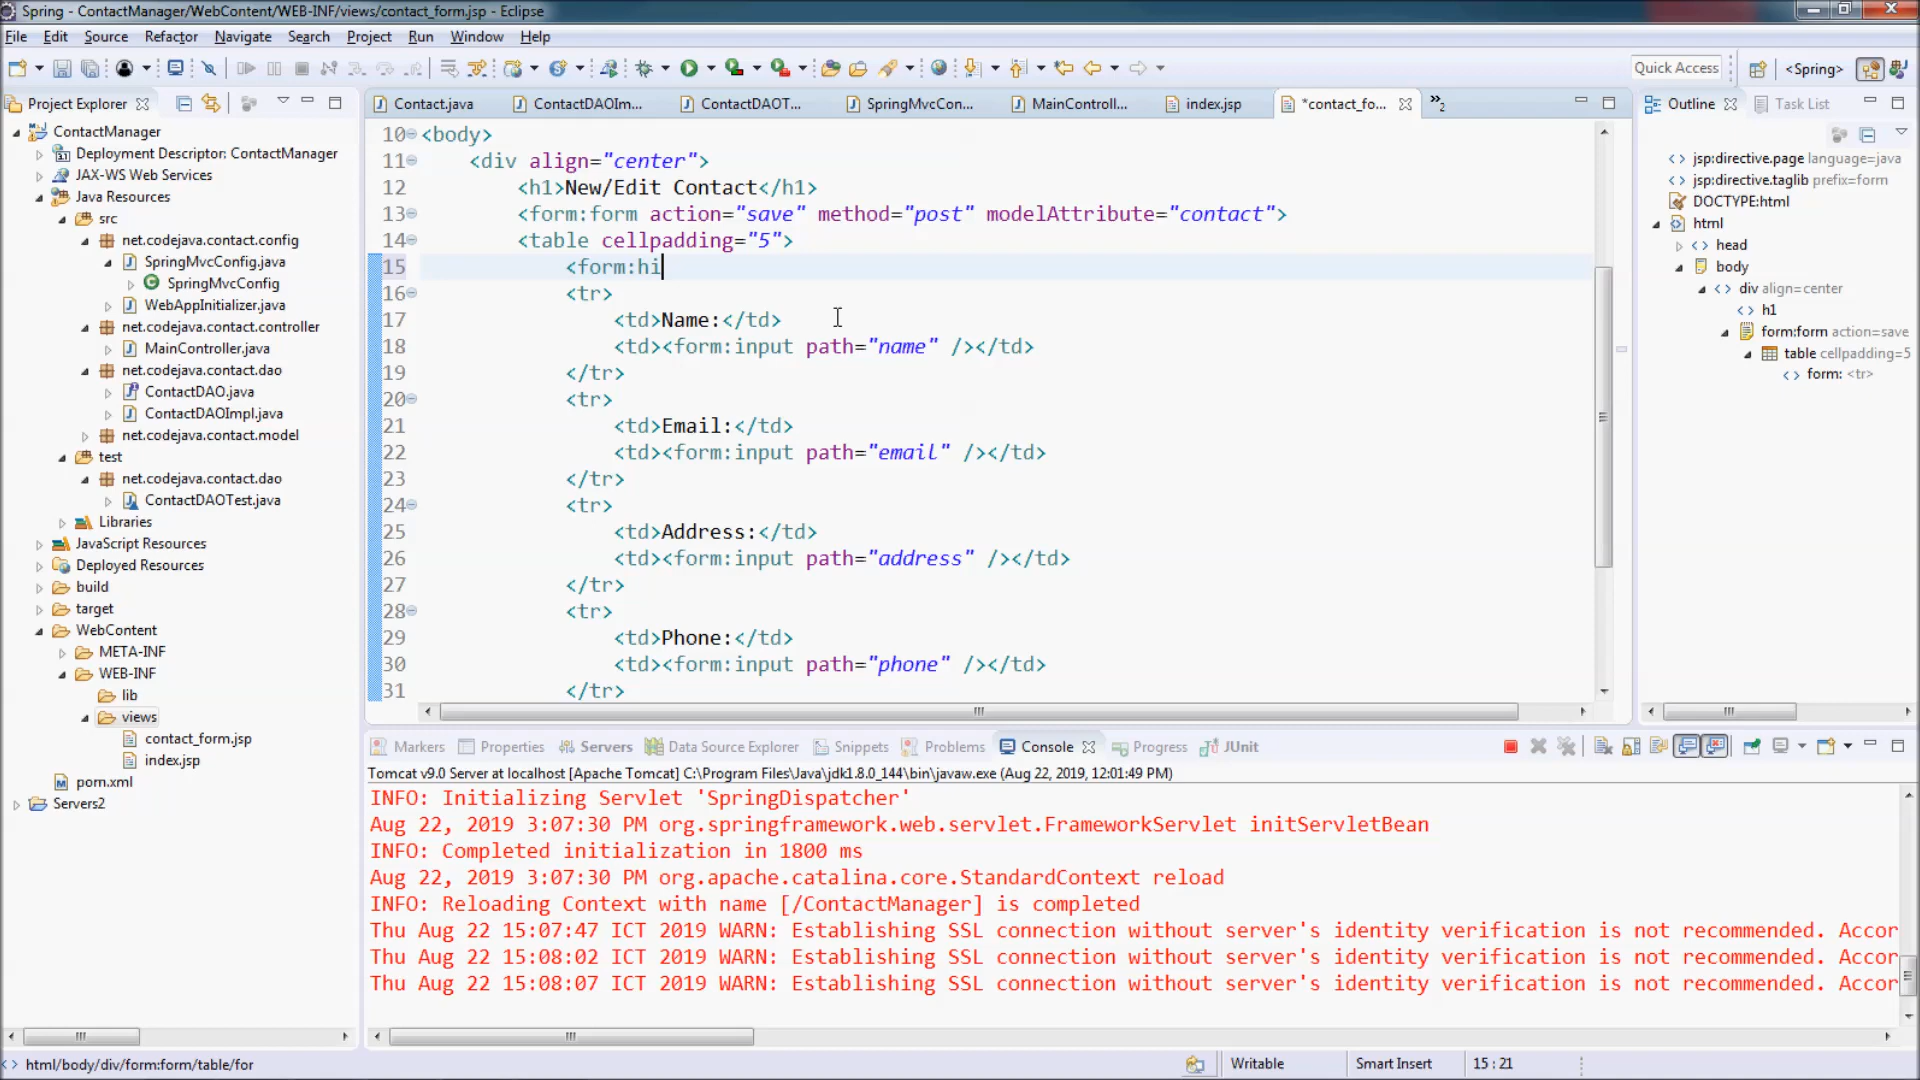 Spring - ContactManager/WebContent/WEB-INF/views/contact_form.jsp - Eclipse
File Edit Source Refactor Navigate Search Project Run Window Help
Quick Access <Spring>
Project Explorer
ContactManager
Deployment Descriptor: ContactManager
JAX-WS Web Services
Java Resources
src
net.codejava.contact.config
SpringMvcConfig.java
SpringMvcConfig
WebAppInitializer.java
net.codejava.contact.controller
MainController.java
net.codejava.contact.dao
ContactDAO.java
ContactDAOImpl.java
net.codejava.contact.model
test
net.codejava.contact.dao
ContactDAOTest.java
Libraries
JavaScript Resources
Deployed Resources
build
target
WebContent
META-INF
WEB-INF
lib
views
contact_form.jsp
index.jsp
pom.xml
Servers2
Contact.java ContactDAOIm... ContactDAOT... SpringMvcCon... MainControll... index.jsp *contact_fo... »2
10 <body>
11 <div align="center">
12 <h1>New/Edit Contact</h1>
13 <form:form action="save" method="post" modelAttribute="contact">
14 <table cellpadding="5">
15 <form:hi
16 <tr>
17 <td>Name:</td>
18 <td><form:input path="name" /></td>
19 </tr>
20 <tr>
21 <td>Email:</td>
22 <td><form:input path="email" /></td>
23 </tr>
24 <tr>
25 <td>Address:</td>
26 <td><form:input path="address" /></td>
27 </tr>
28 <tr>
29 <td>Phone:</td>
30 <td><form:input path="phone" /></td>
31 </tr>
Outline Task List
jsp:directive.page language=java
jsp:directive.taglib prefix=form
DOCTYPE:html
html
head
body
div align=center
h1
form:form action=save
table cellpadding=5
form: <tr>
Markers Properties Servers Data Source Explorer Snippets Problems Console Progress JUnit
Tomcat v9.0 Server at localhost [Apache Tomcat] C:\Program Files\Java\jdk1.8.0_144\bin\javaw.exe (Aug 22, 2019, 12:01:49 PM)
INFO: Initializing Servlet 'SpringDispatcher'
Aug 22, 2019 3:07:30 PM org.springframework.web.servlet.FrameworkServlet initServletBean
INFO: Completed initialization in 1800 ms
Aug 22, 2019 3:07:30 PM org.apache.catalina.core.StandardContext reload
INFO: Reloading Context with name [/ContactManager] is completed
Thu Aug 22 15:07:47 ICT 2019 WARN: Establishing SSL connection without server's identity verification is not recommended. Accor
Thu Aug 22 15:08:02 ICT 2019 WARN: Establishing SSL connection without server's identity verification is not recommended. Accor
Thu Aug 22 15:08:07 ICT 2019 WARN: Establishing SSL connection without server's identity verification is not recommended. Accor
html/body/div/form:form/table/for Writable Smart Insert 15 : 21